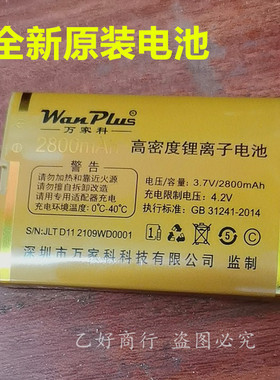 全新原装电池
2800mAh
WanPlus
万家科
高密度锂离子电池
警告
请勿加热和靠近火源
请勿擅自拆卸改造
请用专用适配器充电
充电环境温度:0℃-40℃
电压/容量:3.7V/2800mAh
充电限制电压:4.2V
执行标准:GB 31241-2014
S/N:JLT D11 2109WD0001
深圳市万家科科技有限公司 监制
乙好商行 盗图必究